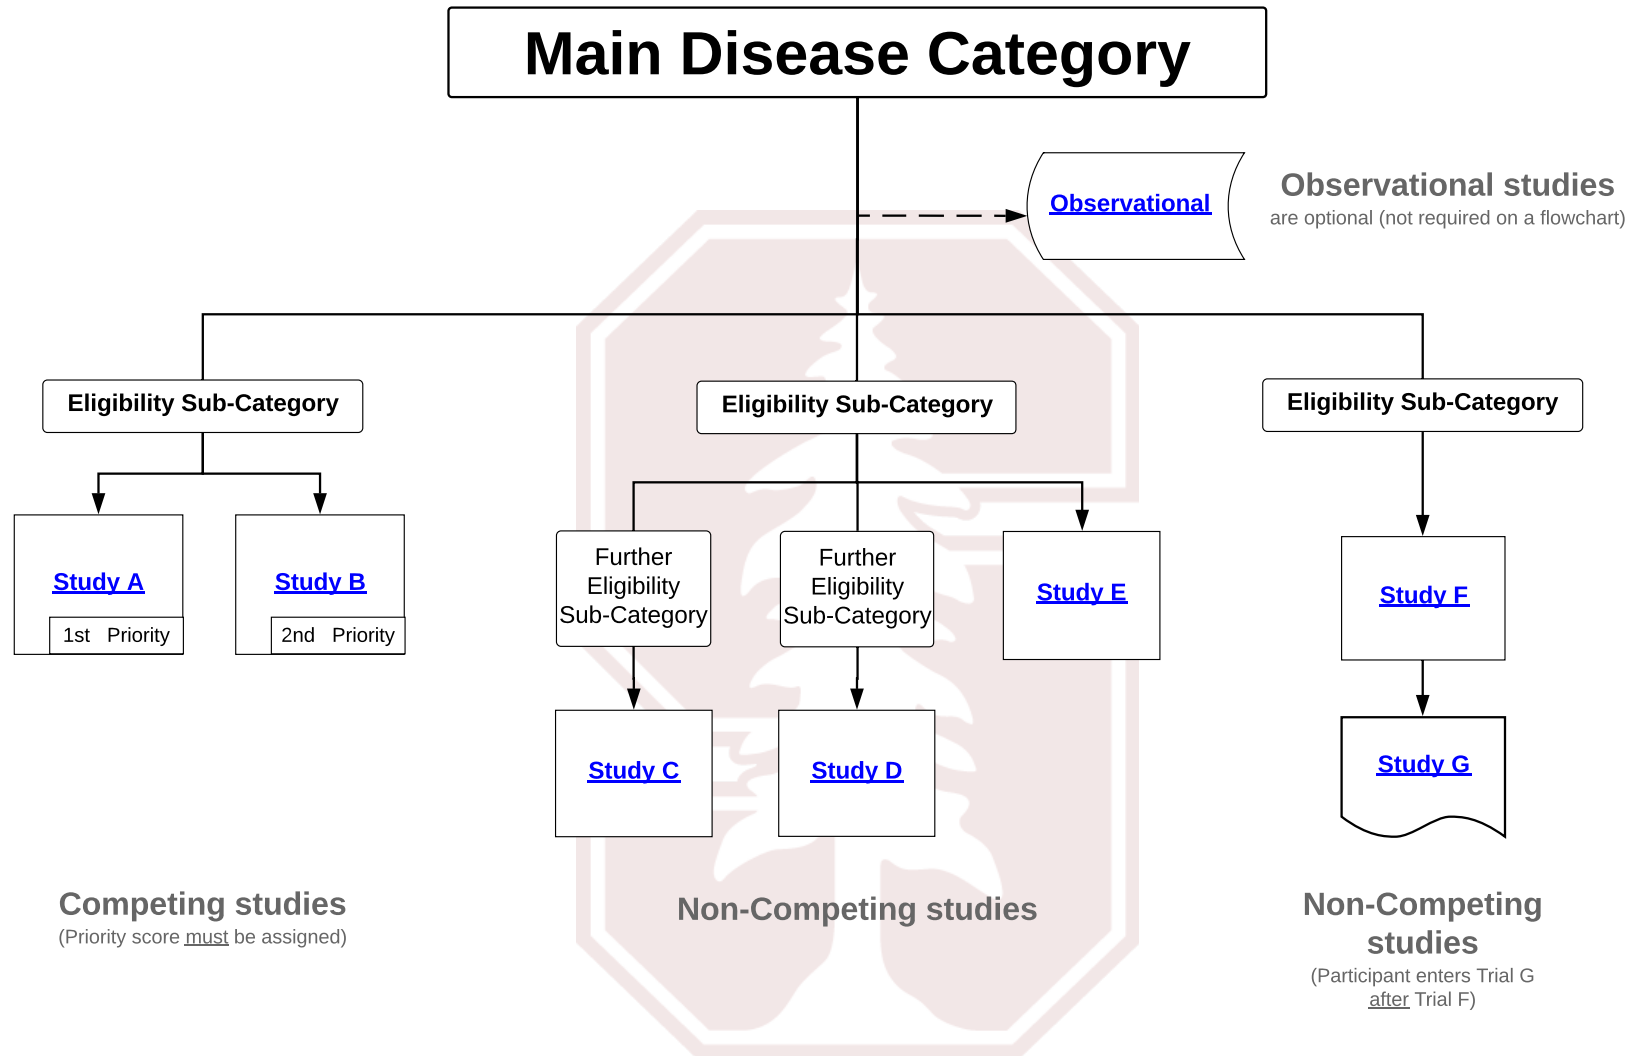 Main Disease Category
Observational
Observational studies
are optional (not required on a flowchart)
Eligibility Sub-Category
Eligibility Sub-Category
Eligibility Sub-Category
Study A
1st Priority
Study B
2nd Priority
Further
Eligibility
Sub-Category
Further
Eligibility
Sub-Category
Study E
Study F
Study C
Study D
Study G
Competing studies
(Priority score must be assigned)
Non-Competing studies
Non-Competing
studies
(Participant enters Trial G
after Trial F)